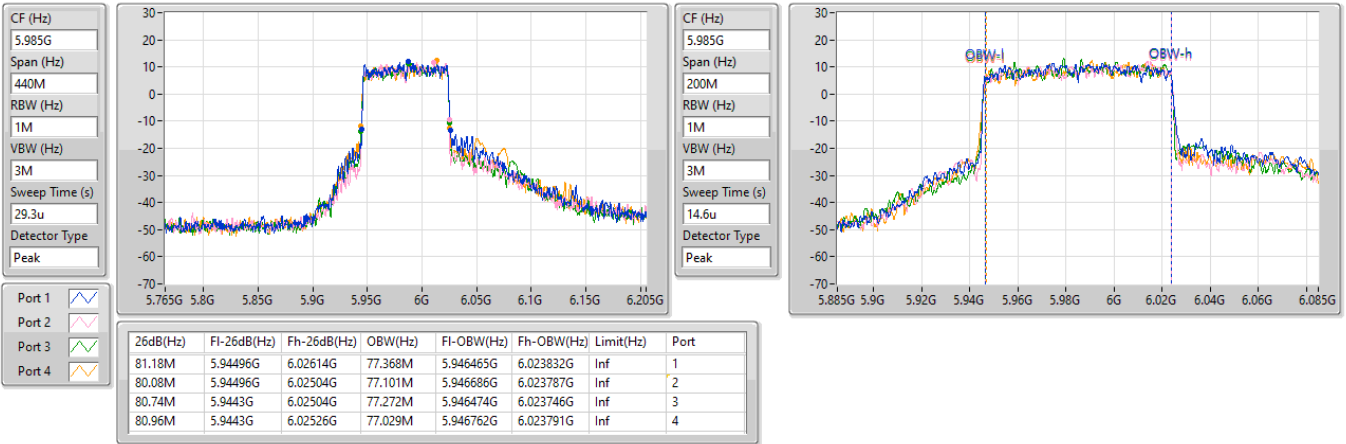 CF (Hz)
5.985G
Span (Hz)
440M
RBW (Hz)
1M
VBW (Hz)
3M
Sweep Time (s)
29.3u
Detector Type
Peak
30
20
10
0
-10
-20
-30
-40
-50
-60
-70
5.765G 5.8G 5.85G 5.9G 5.95G 6G 6.05G 6.1G 6.15G 6.205G
CF (Hz)
5.985G
Span (Hz)
200M
RBW (Hz)
1M
VBW (Hz)
3M
Sweep Time (s)
14.6u
Detector Type
Peak
30
20
10
0
-10
-20
-30
-40
-50
-60
-70
OBW-l OBW-h
5.885G 5.9G 5.92G 5.94G 5.96G 5.98G 6G 6.02G 6.04G 6.06G 6.085G
Port 1
Port 2
Port 3
Port 4
26dB(Hz) Fl-26dB(Hz) Fh-26dB(Hz) OBW(Hz) Fl-OBW(Hz) Fh-OBW(Hz) Limit(Hz) Port
81.18M 5.94496G 6.02614G 77.368M 5.946465G 6.023832G Inf 1
80.08M 5.94496G 6.02504G 77.101M 5.946686G 6.023787G Inf 2
80.74M 5.9443G 6.02504G 77.272M 5.946474G 6.023746G Inf 3
80.96M 5.9443G 6.02526G 77.029M 5.946762G 6.023791G Inf 4